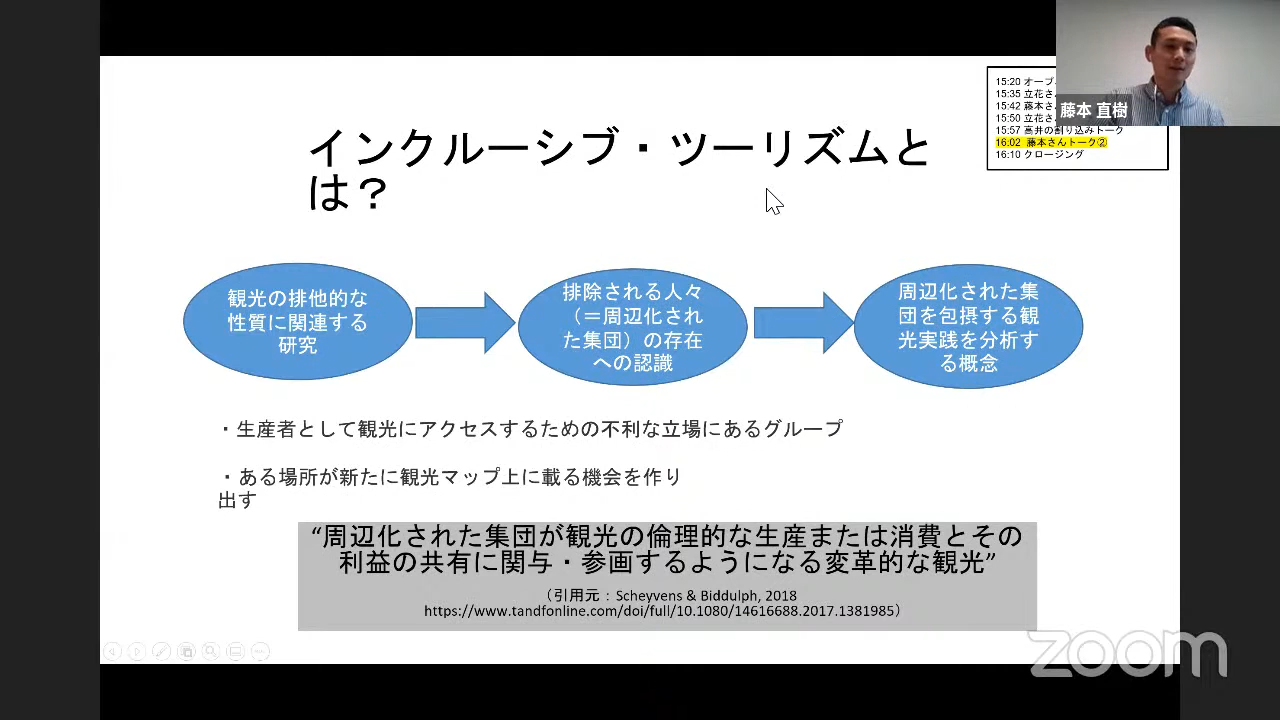 15:20 オープ
15:35 立花さ
15:42 藤本さ
15:50 立花さ
15:57 高井の割り込みトーク
16:02 藤本さんトーク②
16:10 クロージング
藤本 直樹
インクルーシブ・ツーリズムと
は？
観光の排他的な
性質に関連する
研究
排除される人々
（＝周辺化され
た集団）の存在
への認識
周辺化された集
団を包摂する観
光実践を分析す
る概念
・生産者として観光にアクセスするための不利な立場にあるグループ
・ある場所が新たに観光マップ上に載る機会を作り
出す
“周辺化された集団が観光の倫理的な生産または消費とその
利益の共有に関与・参画するようになる変革的な観光”
（引用元：Scheyvens & Biddulph, 2018
https://www.tandfonline.com/doi/full/10.1080/14616688.2017.1381985）
zoom